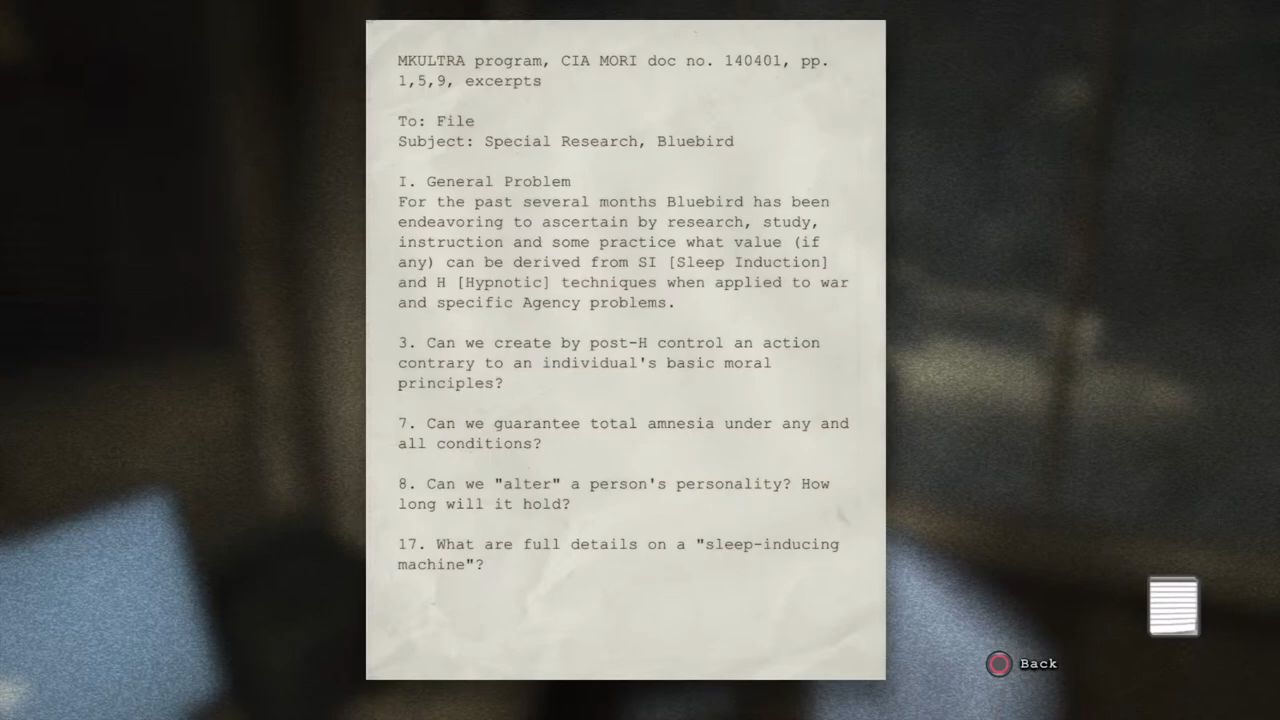 MKULTRA program, CIA MORI doc no. 140401, pp.
1,5,9, excerpts
To: File
Subject: Special Research, Bluebird
I. General Problem
For the past several months Bluebird has been
endeavoring to ascertain by research, study,
instruction and some practice what value (if
any) can be derived from SI [Sleep Induction]
and H [Hypnotic] techniques when applied to war
and specific Agency problems.
3. Can we create by post-H control an action
contrary to an individual's basic moral
principles?
7. Can we guarantee total amnesia under any and
all conditions?
8. Can we "alter" a person's personality? How
long will it hold?
17. What are full details on a "sleep-inducing
machine"?
Back